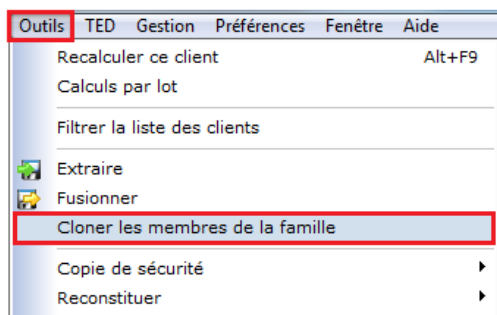 Outils TED Gestion Préférences Fenêtre Aide
Recalculer ce client Alt+F9
Calculs par lot
Filtrer la liste des clients
Extraire
Fusionner
Cloner les membres de la famille
Copie de sécurité
Reconstituer